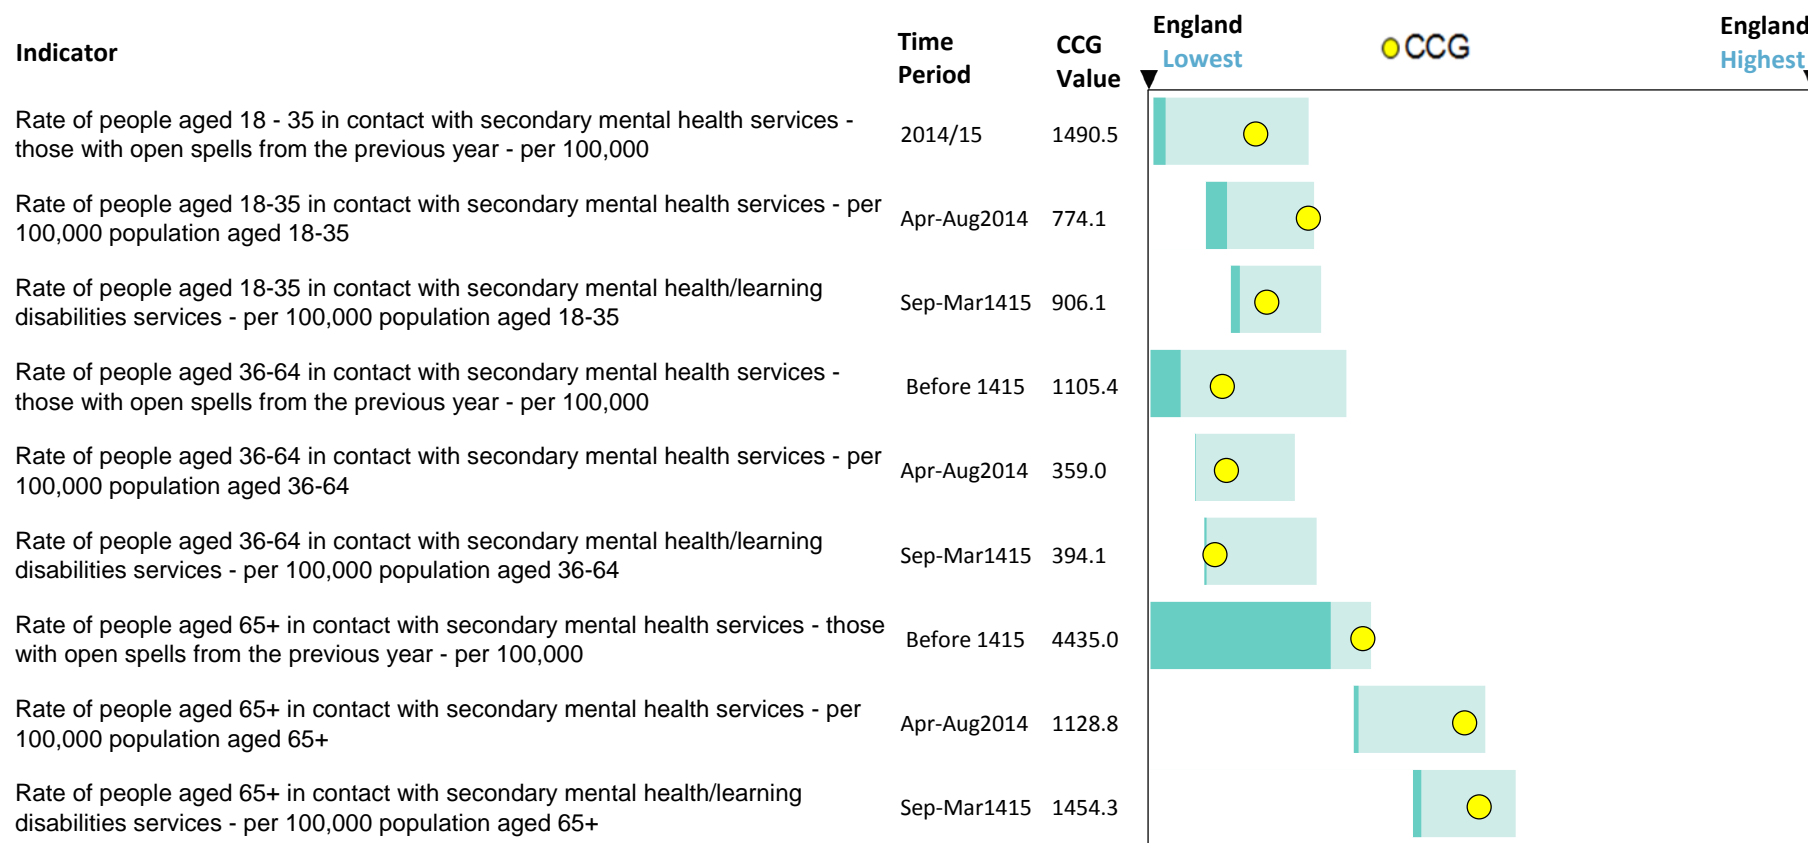 Indicator
Time
Period
CCG
Value
England
Lowest
CCG
England
Highest
Rate of people aged 18 - 35 in contact with secondary mental health services -
those with open spells from the previous year - per 100,000
2014/15
1490.5
Rate of people aged 18-35 in contact with secondary mental health services - per
100,000 population aged 18-35
Apr-Aug2014
774.1
Rate of people aged 18-35 in contact with secondary mental health/learning
disabilities services - per 100,000 population aged 18-35
Sep-Mar1415
906.1
Rate of people aged 36-64 in contact with secondary mental health services -
those with open spells from the previous year - per 100,000
Before 1415
1105.4
Rate of people aged 36-64 in contact with secondary mental health services - per
100,000 population aged 36-64
Apr-Aug2014
359.0
Rate of people aged 36-64 in contact with secondary mental health/learning
disabilities services - per 100,000 population aged 36-64
Sep-Mar1415
394.1
Rate of people aged 65+ in contact with secondary mental health services - those
with open spells from the previous year - per 100,000
Before 1415
4435.0
Rate of people aged 65+ in contact with secondary mental health services - per
100,000 population aged 65+
Apr-Aug2014
1128.8
Rate of people aged 65+ in contact with secondary mental health/learning
disabilities services - per 100,000 population aged 65+
Sep-Mar1415
1454.3